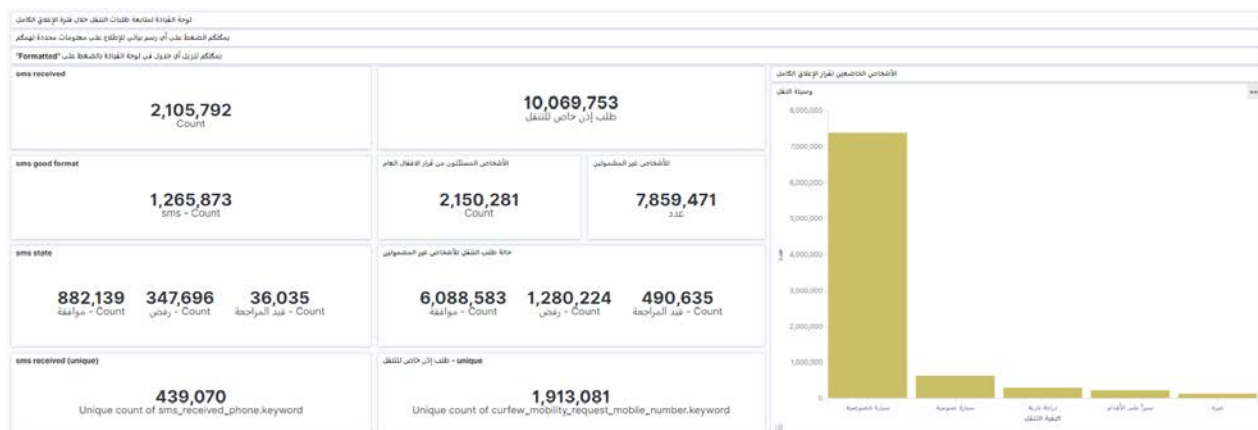 لوحة القيادة لمتابعة طلبات التنقل خلال فترة الإغلاق الكامل
يمكنكم الضغط على أي رسم بياني للإطلاع على معلومات محددة تهمكم
يمكنكم تنزيل أي جدول في لوحة القيادة بالضغط على "Formatted"
sms received
2,105,792
Count
10,069,753
طلب إذن خاص للتنقل
sms good format
1,265,873
sms - Count
الأشخاص المستثنون من قرار الاقفال العام
2,150,281
Count
للأشخاص غير المشمولين
7,859,471
عدد
sms state
882,139
موافقة - Count
347,696
رفض - Count
36,035
قيد المراجعة - Count
حالة طلب التنقل للأشخاص غير المشمولين
6,088,583
موافقة - Count
1,280,224
رفض - Count
490,635
قيد المراجعة - Count
sms received (unique)
439,070
Unique count of sms_received_phone.keyword
طلب إذن خاص للتنقل - unique
1,913,081
Unique count of curfew_mobility_request_mobile_number.keyword
الأشخاص الخاضعين لقرار الإغلاق الكامل
وسيلة النقل
8,000,000
7,000,000
6,000,000
5,000,000
4,000,000
3,000,000
2,000,000
1,000,000
0
عدد
سيارة خصوصية
سيارة عمومية
دراجة نارية
سيراً على الأقدام
غيره
كيفية التنقل